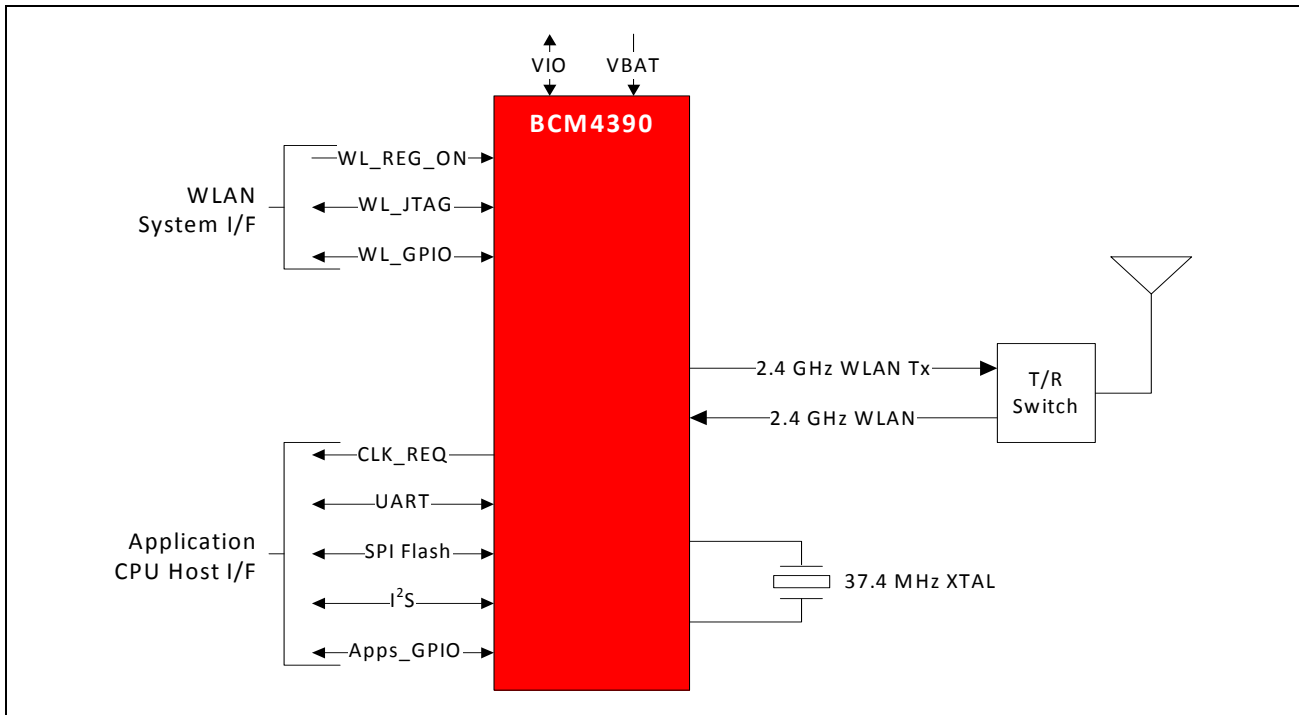 VIO
VBAT
BCM4390
WL_REG_ON
WL_JTAG
WL_GPIO
WLAN
System I/F
2.4 GHz WLAN Tx
2.4 GHz WLAN
T/R
Switch
CLK_REQ
UART
SPI Flash
I²S
Apps_GPIO
Application
CPU Host I/F
37.4 MHz XTAL